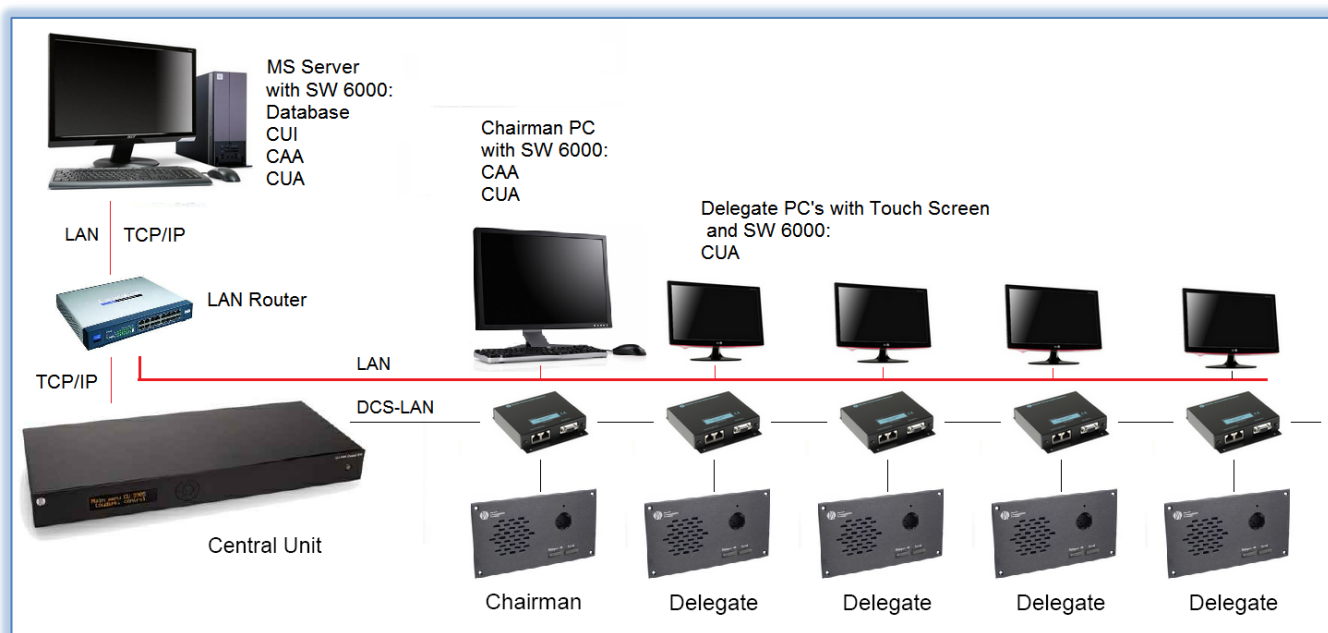 MS Server
with SW 6000:
Database
CUI
CAA
CUA
Chairman PC
with SW 6000:
CAA
CUA
Delegate PC's with Touch Screen
and SW 6000:
CUA
LAN
TCP/IP
LAN Router
TCP/IP
LAN
DCS-LAN
Central Unit
Chairman
Delegate
Delegate
Delegate
Delegate